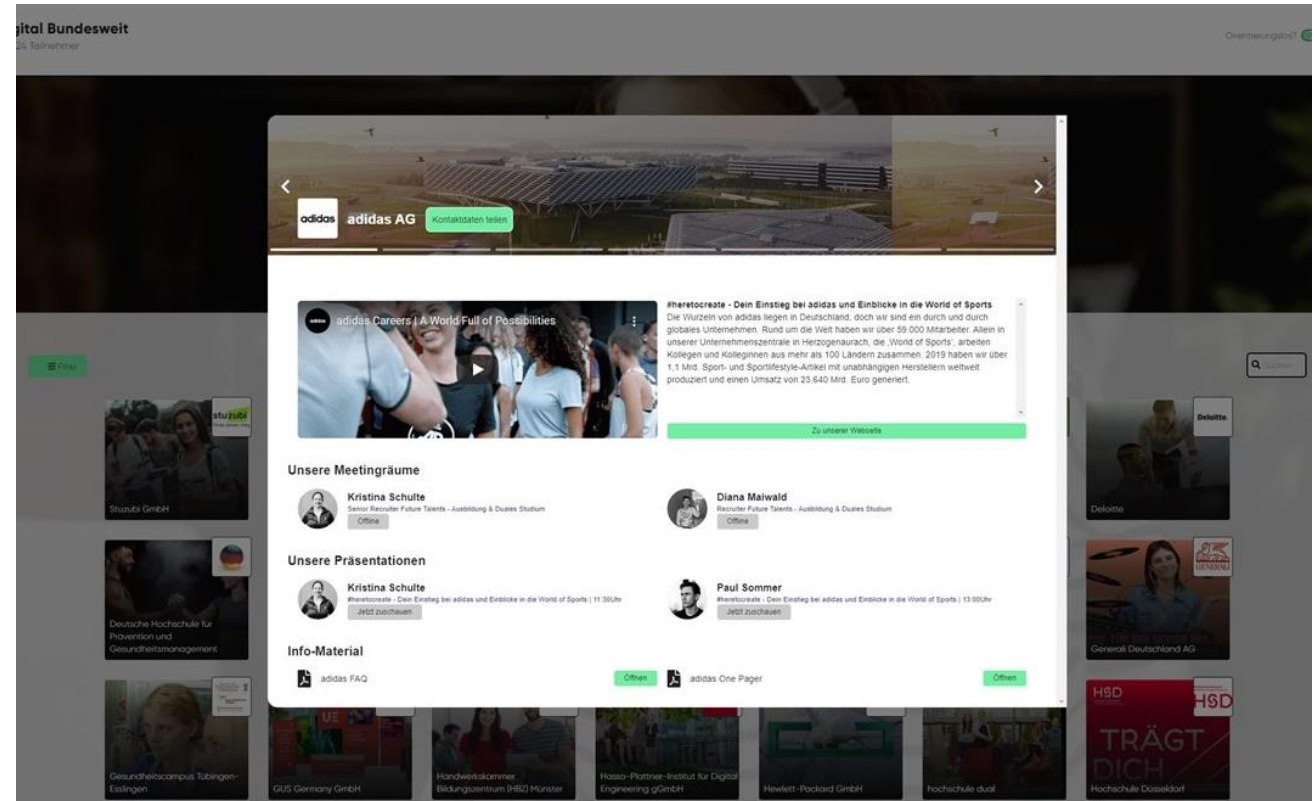 gital Bundesweit
24 Teilnehmer
Orientierungslos?
adidas
adidas AG
Kontaktdaten teilen
adidas Careers | A World Full of Possibilities
#heretocreate - Dein Einstieg bei adidas und Einblicke in die World of Sports
Die Wurzeln von adidas liegen in Deutschland, doch wir sind ein durch und durch
globales Unternehmen. Rund um die Welt haben wir über 59.000 Mitarbeiter. Allein in
unserer Unternehmenszentrale in Herzogenaurach, die ‚World of Sports', arbeiten
Kollegen und Kolleginnen aus mehr als 100 Ländern zusammen. 2019 haben wir über
1,1 Mrd. Sport- und Sportlifestyle-Artikel mit unabhängigen Herstellern weltweit
produziert und einen Umsatz von 23,640 Mrd. Euro generiert.
Zu unserer Webseite
Filter
Suchen
stuzubi
Stuzubi GmbH
Deloitte.
Deloitte
Unsere Meetingräume
Kristina Schulte
Senior Recruiter Future Talents - Ausbildung & Duales Studium
Offline
Diana Maiwald
Recruiter Future Talents - Ausbildung & Duales Studium
Offline
Unsere Präsentationen
Kristina Schulte
#heretocreate - Dein Einstieg bei adidas und Einblicke in die World of Sports | 11:30Uhr
Jetzt zuschauen
Paul Sommer
#heretocreate - Dein Einstieg bei adidas und Einblicke in die World of Sports | 13:00Uhr
Jetzt zuschauen
Deutsche Hochschule für
Prävention und
Gesundheitsmanagement
GENERALI
Generali Deutschland AG
Info-Material
adidas FAQ
Öffnen
adidas One Pager
Öffnen
Gesundheitscampus Tübingen-
Esslingen
UE
GUS Germany GmbH
Handwerkskammer
Bildungszentrum (HBZ) Münster
Hasso-Plattner-Institut für Digital
Engineering gGmbH
Hewlett-Packard GmbH
hochschule dual
HSD
HSD
TRÄGT
DICH
Hochschule Düsseldorf